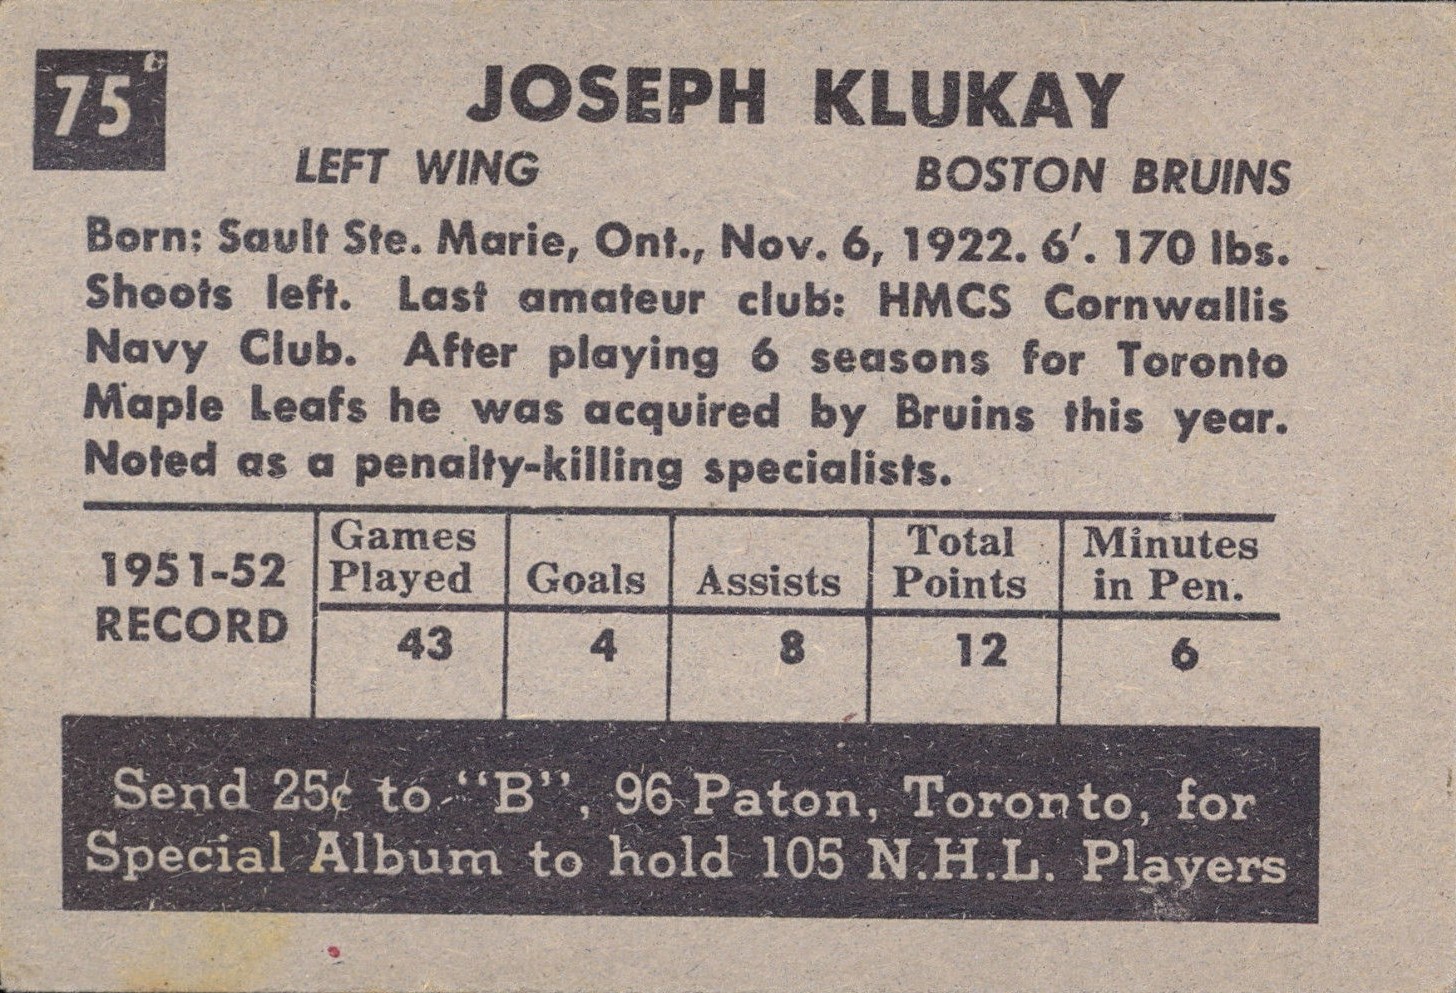 75
JOSEPH KLUKAY
LEFT WING BOSTON BRUINS
Born: Sault Ste. Marie, Ont., Nov. 6, 1922. 6'. 170 lbs.
Shoots left. Last amateur club: HMCS Cornwallis
Navy Club. After playing 6 seasons for Toronto
Maple Leafs he was acquired by Bruins this year.
Noted as a penalty-killing specialists.
1951-52 RECORD
Games Played Goals Assists Total Points Minutes in Pen.
43 4 8 12 6
Send 25¢ to "B", 96 Paton, Toronto, for
Special Album to hold 105 N.H.L. Players